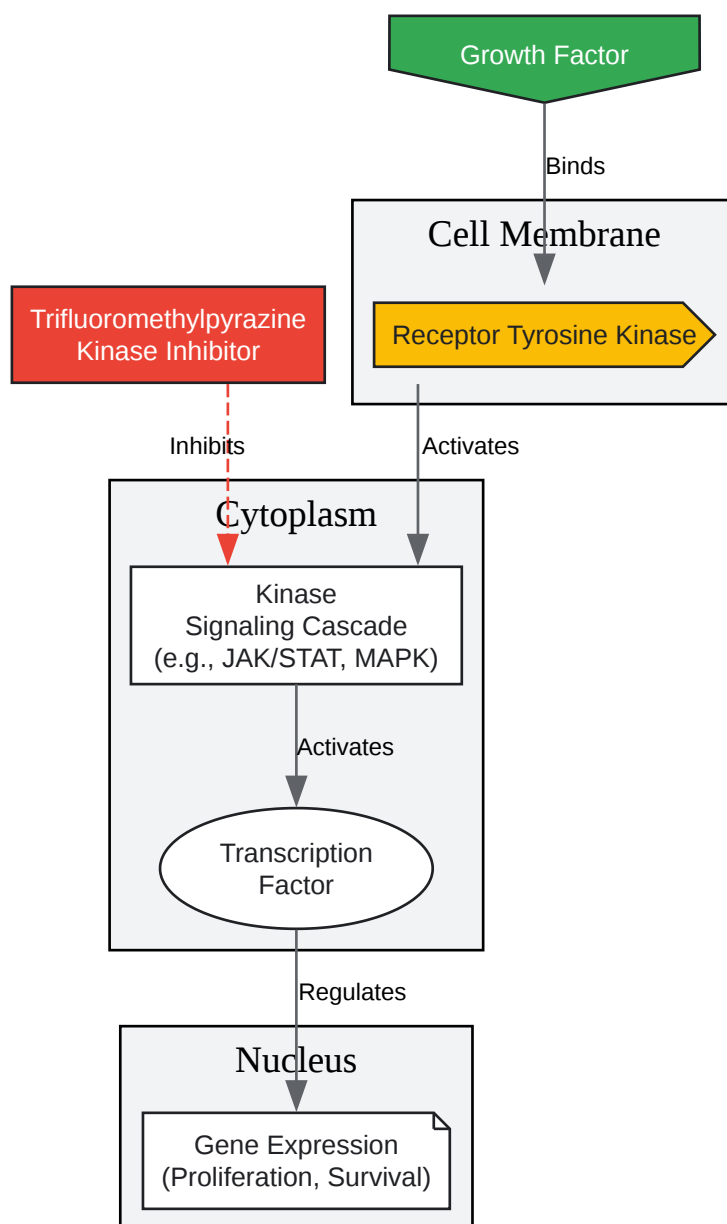 Growth Factor
Binds
Cell Membrane
Receptor Tyrosine Kinase
Trifluoromethylpyrazine
Kinase Inhibitor
Inhibits
Activates
Cytoplasm
Kinase
Signaling Cascade
(e.g., JAK/STAT, MAPK)
Activates
Transcription
Factor
Regulates
Nucleus
Gene Expression
(Proliferation, Survival)